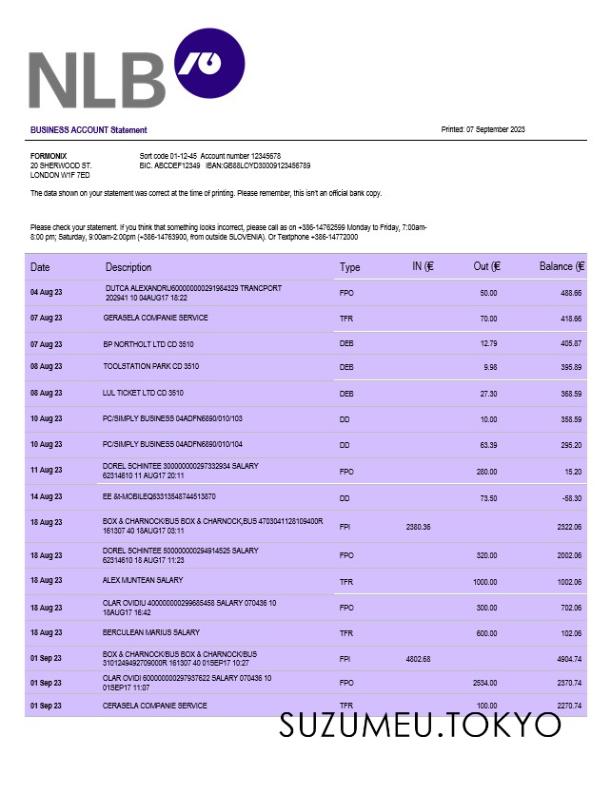 NLB
BUSINESS ACCOUNT Statement Printed: 07 September 2023
FORMONIX Sort code 01-12-45 Account number 12345678
20 SHERWOOD ST. BIC. ABCDEF12349 IBAN:GB88LOYD30009123456789
LONDON W1F 7ED
The data shown on your statement was correct at the time of printing. Please remember, this isn't an official bank copy.
Please check your statement. If you think that something looks incorrect, please call as on +386-14762599 Monday to Friday, 7:00am-
8:00 pm; Saturday, 9:00am-2:00pm (+386-14763900, from outside SLOVENIA). Or Textphone +386-14772000
Date Description Type IN (€ Out (€ Balance (€
04 Aug 23 DUTCA ALEXANDRU600000000291984329 TRANCPORT FPO 50.00 488.66
202941 10 04AUG17 18:22
07 Aug 23 GERASELA COMPANIE SERVICE TFR 70.00 418.66
07 Aug 23 BP NORTHOLT LTD CD 3510 DEB 12.79 405.87
08 Aug 23 TOOLSTATION PARK CD 3510 DEB 9.98 395.89
08 Aug 23 LUL TICKET LTD CD 3510 DEB 27.30 368.59
10 Aug 23 PC/SIMPLY BUSINESS 04ADFN6890/010/103 DD 10.00 358.59
10 Aug 23 PC/SIMPLY BUSINESS 04ADFN6890/010/104 DD 63.39 295.20
11 Aug 23 DOREL SCHINTEE 300000000297332934 SALARY FPO 280.00 15.20
62314610 11 AUG17 20:11
14 Aug 23 EE &t-MOBILEQ53313548744513870 DD 73.50 -58.30
18 Aug 23 BOX & CHARNOCK/BUS BOX & CHARNOCK,BUS 4703041128109400R FPI 2380.36 2322.06
161307 40 18AUG17 03:11
18 Aug 23 DOREL SCHINTEE 500000000294914525 SALARY FPO 320.00 2002.06
62314610 18 AUG17 11:23
18 Aug 23 ALEX MUNTEAN SALARY TFR 1000.00 1002.06
18 Aug 23 OLAR OVIDIU 400000000299685458 SALARY 070436 10 FPO 300.00 702.06
18AUG17 16:42
18 Aug 23 BERCULEAN MARIUS SALARY TFR 600.00 102.06
01 Sep 23 BOX & CHARNOCK/BUS BOX & CHARNOCK/BUS FPI 4802.68 4904.74
3101249492709000R 161307 40 01SEP17 10:27
01 Sep 23 OLAR OVIDI 600000000297937622 SALARY 070436 10 FPO 2534.00 2370.74
01SEP17 11:07
01 Sep 23 CERASELA COMPANIE SERVICE TFR 100.00 2270.74
SUZUMEU.TOKYO